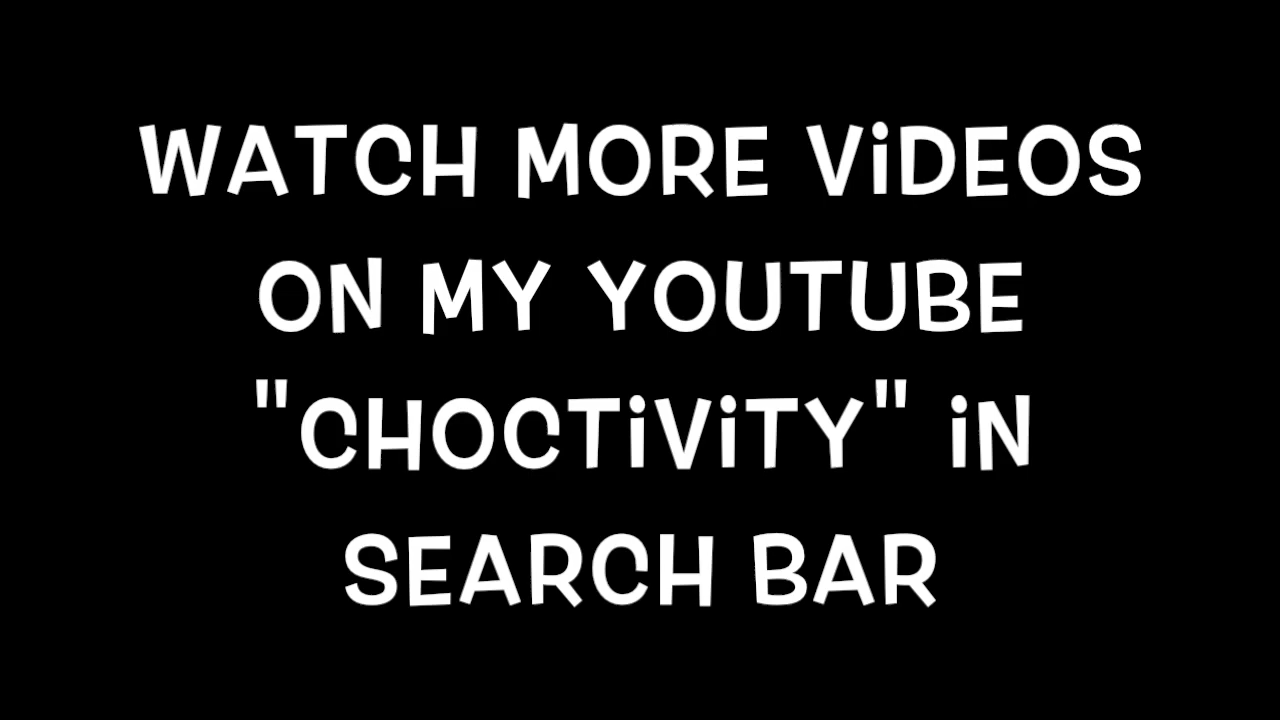 WATCH MORE ViDEOS
ON MY YOUTUBE
"CHOCTiViTY" iN
SEARCH BAR